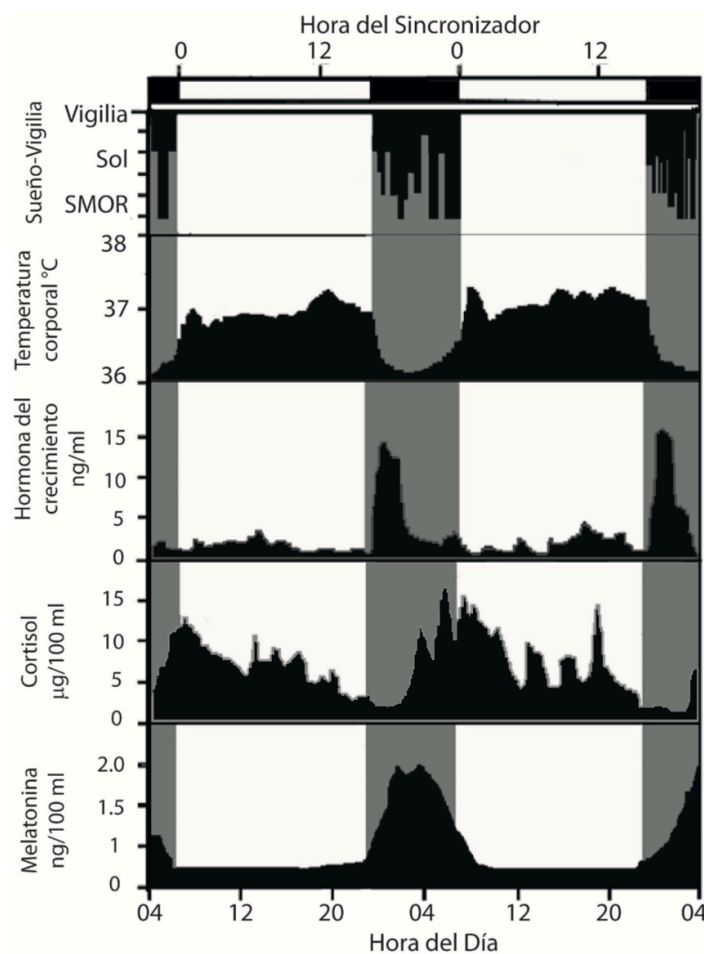 Hora del Sincronizador
0 12 0 12
Sueño-Vigilia
Vigilia
Sol
SMOR
Temperatura
corporal °C
38
37
36
Hormona del
crecimiento
ng/ml
15
10
5
0
Cortisol
µg/100 ml
15
10
5
0
Melatonina
ng/100 ml
2.0
1.5
1
0
04 12 20 04 12 20 04
Hora del Día